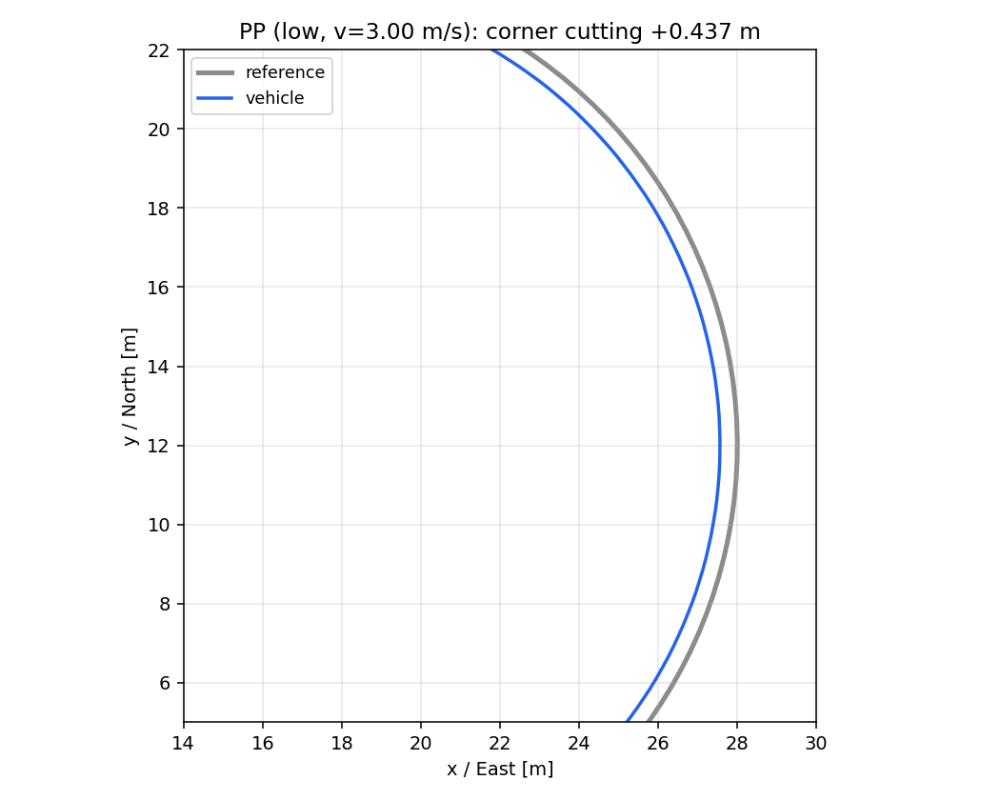 PP (low, v=3.00 m/s): corner cutting +0.437 m
reference
vehicle
22
20
18
16
14
12
10
8
6
y / North [m]
14 16 18 20 22 24 26 28 30
x / East [m]